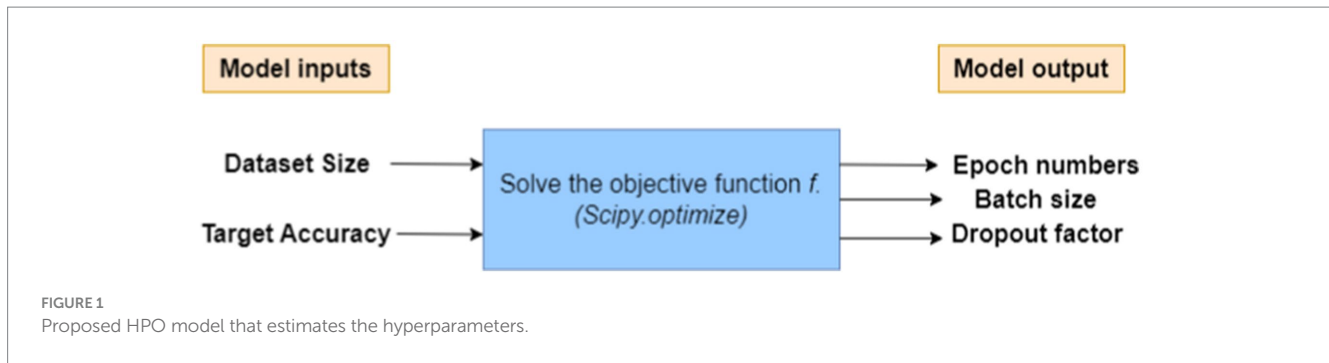 Model inputs
Model output
Dataset Size
Target Accuracy
Solve the objective function f.
(Scipy.optimize)
Epoch numbers
Batch size
Dropout factor
FIGURE 1
Proposed HPO model that estimates the hyperparameters.